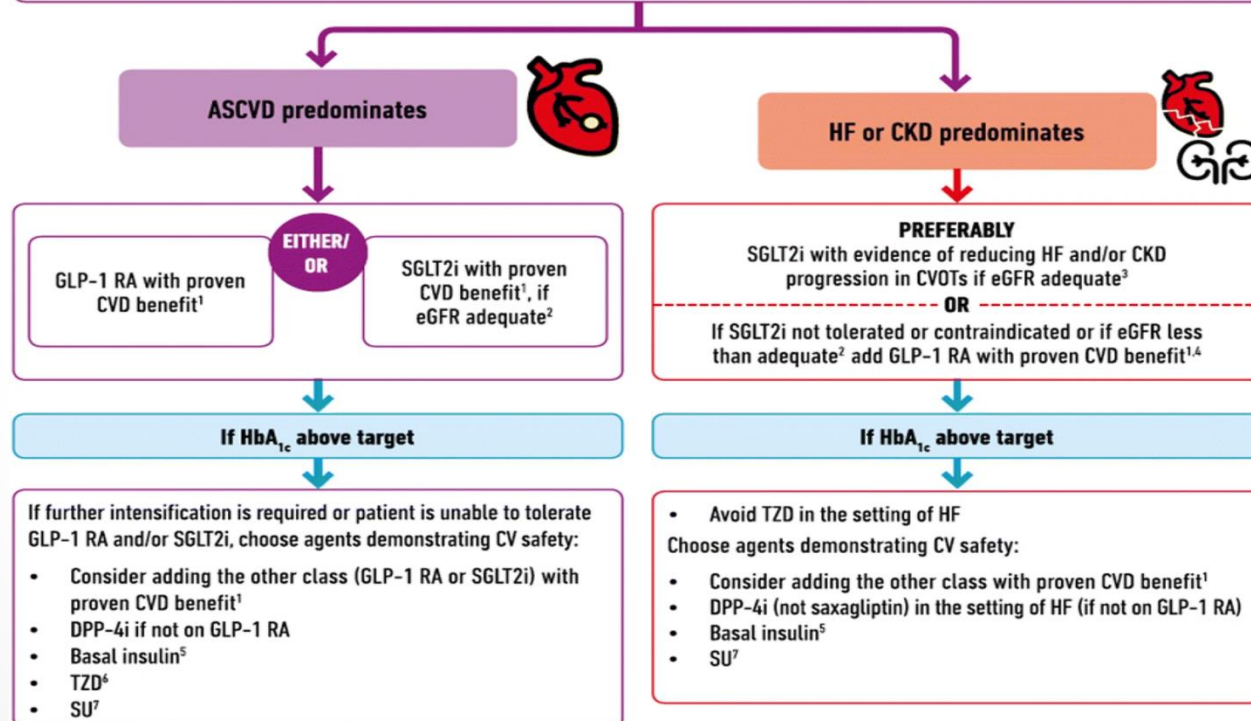 ASCVD predominates
EITHER/
OR
GLP-1 RA with proven
CVD benefit¹
SGLT2i with proven
CVD benefit¹, if
eGFR adequate²
If HbA₁c above target
If further intensification is required or patient is unable to tolerate
GLP-1 RA and/or SGLT2i, choose agents demonstrating CV safety:
• Consider adding the other class (GLP-1 RA or SGLT2i) with
proven CVD benefit¹
• DPP-4i if not on GLP-1 RA
• Basal insulin⁵
• TZD⁶
• SU⁷
HF or CKD predominates
PREFERABLY
SGLT2i with evidence of reducing HF and/or CKD
progression in CVOTs if eGFR adequate³
OR
If SGLT2i not tolerated or contraindicated or if eGFR less
than adequate² add GLP-1 RA with proven CVD benefit¹,⁴
If HbA₁c above target
• Avoid TZD in the setting of HF
Choose agents demonstrating CV safety:
• Consider adding the other class with proven CVD benefit¹
• DPP-4i (not saxagliptin) in the setting of HF (if not on GLP-1 RA)
• Basal insulin⁵
• SU⁷